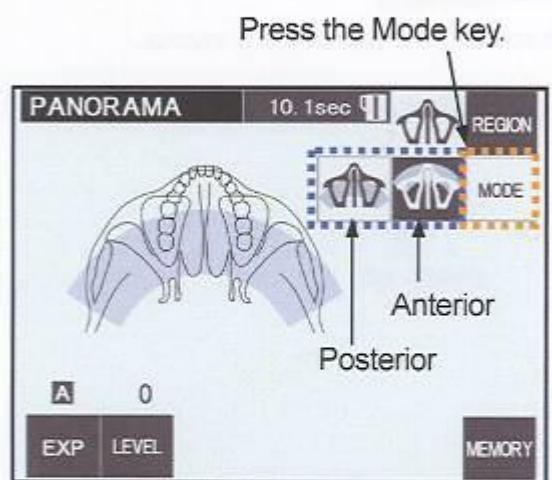 Press the Mode key.
PANORAMA 10.1sec REGION
MODE
Anterior
Posterior
A 0
EXP LEVEL MEMORY